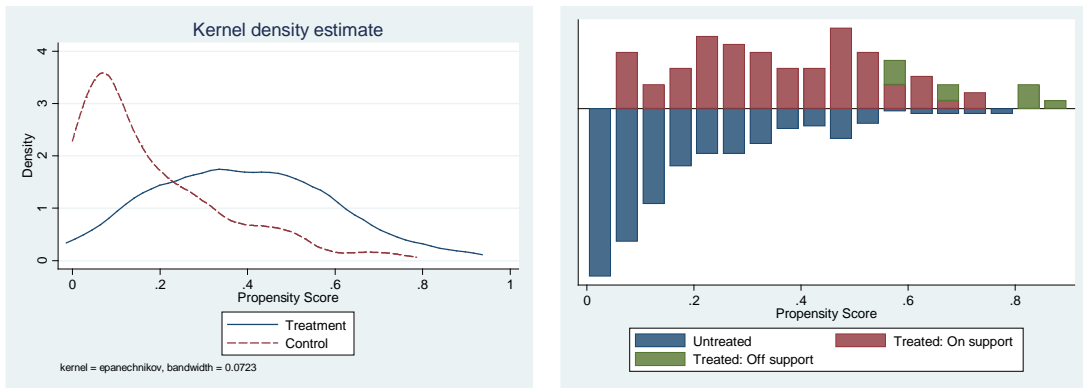 Kernel density estimate
4
3
2
1
0
Density
0 .2 .4 .6 .8 1
Propensity Score
Treatment
Control
kernel = epanechnikov, bandwidth = 0.0723
0 .2 .4 .6 .8
Propensity Score
Untreated Treated: On support
Treated: Off support